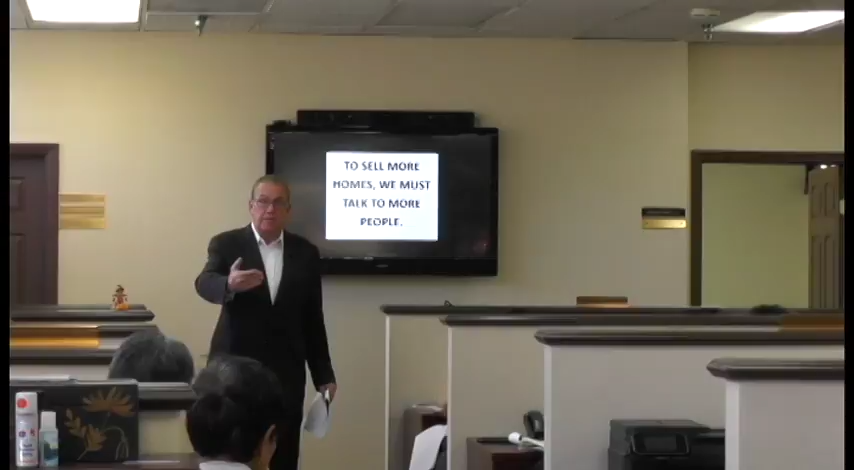 TO SELL MORE
HOMES, WE MUST
TALK TO MORE
PEOPLE.